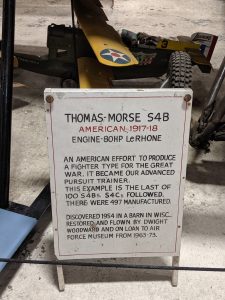 THOMAS-MORSE S4B
AMERICAN 1917-18
ENGINE-80HP LeRHONE
AN AMERICAN EFFORT TO PRODUCE
A FIGHTER TYPE FOR THE GREAT
WAR. IT BECAME OUR ADVANCED
PURSUIT TRAINER.
THIS EXAMPLE IS THE LAST OF
100 S4B's. S4C's FOLLOWED.
THERE WERE 497 MANUFACTURED.
DISCOVERED 1954 IN A BARN IN WISC.
RESTORED AND FLOWN BY DWIGHT
WOODWARD AND ON LOAN TO AIR
FORCE MUSEUM FROM 1963-73.